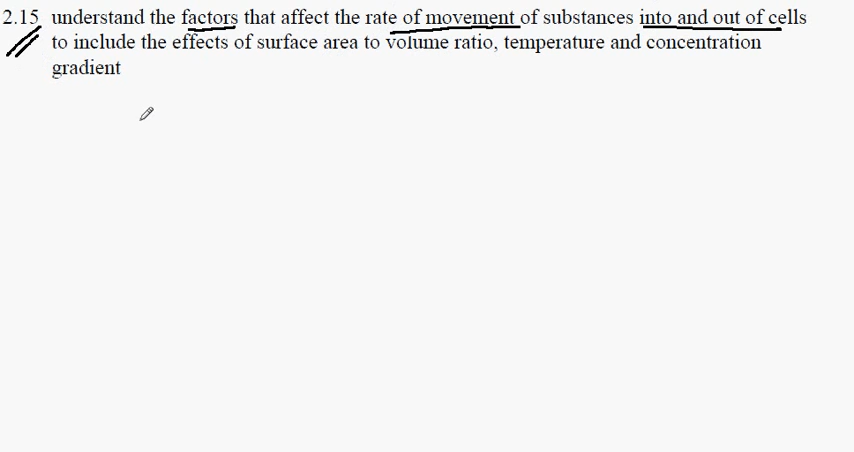 2.15 understand the factors that affect the rate of movement of substances into and out of cells
to include the effects of surface area to volume ratio, temperature and concentration
gradient